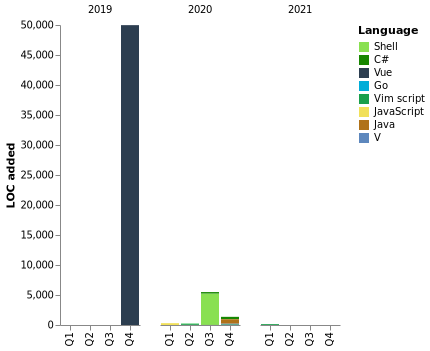 2019 2020 2021
Language
Shell
C#
Vue
Go
Vim script
JavaScript
Java
V
LOC added
50,000
45,000
40,000
35,000
30,000
25,000
20,000
15,000
10,000
5,000
0
Q1 Q2 Q3 Q4 Q1 Q2 Q3 Q4 Q1 Q2 Q3 Q4